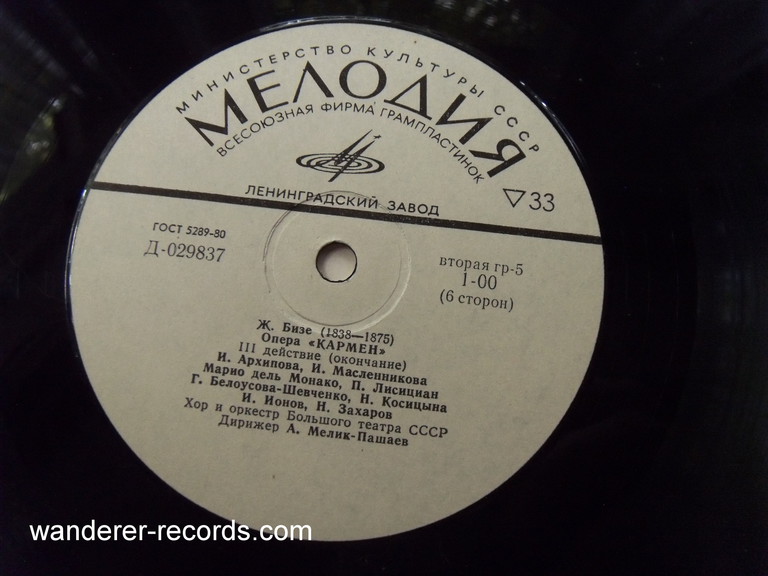 МИНИСТЕРСТВО КУЛЬТУРЫ СССР
МЕЛОДИЯ
ВСЕСОЮЗНАЯ ФИРМА ГРАМПЛАСТИНОК
ЛЕНИНГРАДСКИЙ ЗАВОД
▽33
ГОСТ 5289-80
Д-029837
вторая гр-5
1-00
(6 сторон)
Ж. Бизе (1838—1875)
Опера «КАРМЕН»
III действие (окончание)
И. Архипова, И. Масленникова
Марио дель Монако, П. Лисициан
Г. Белоусова-Шевченко, Н. Косицына
И. Ионов, Н. Захаров
Хор и оркестр Большого театра СССР
Дирижер А. Мелик-Пашаев
wanderer-records.com